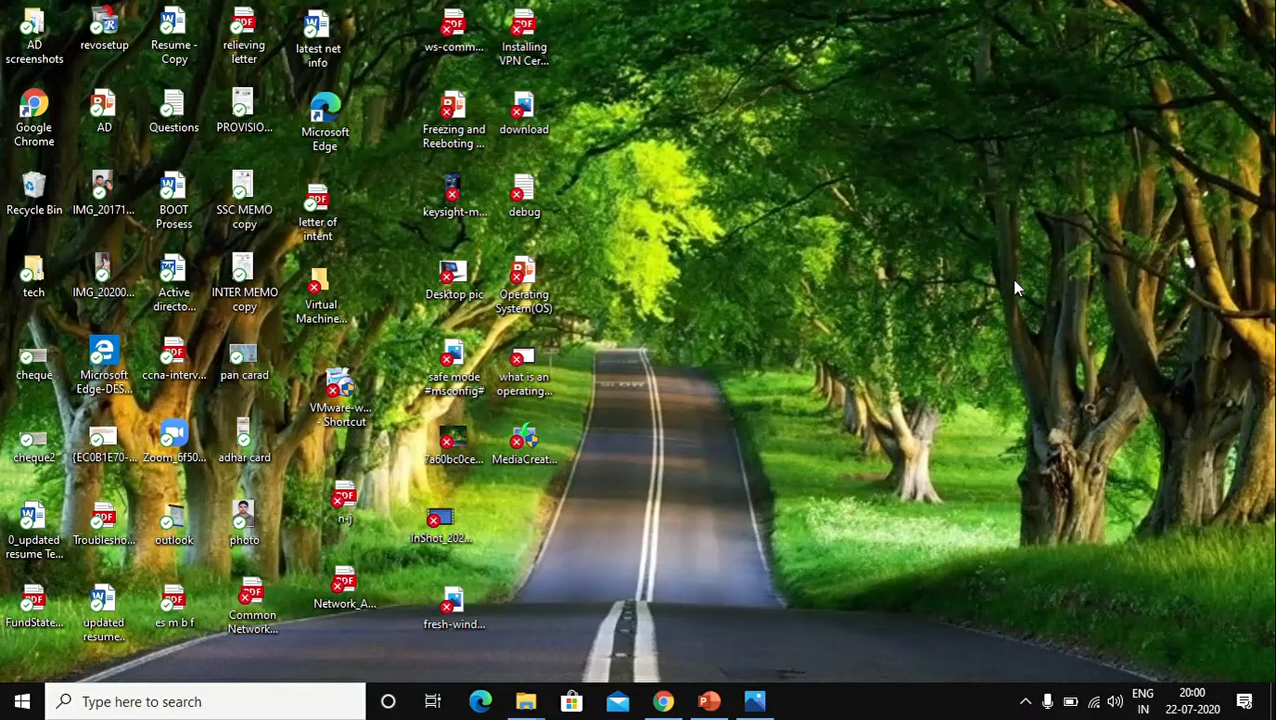 AD
screenshots
revosetup
Resume -
Copy
relieving
letter
latest net
info
ws-comm...
Installing
VPN Cer...
Google
Chrome
AD
Questions
PROVISIO...
Microsoft
Edge
Freezing and
Reeboting ...
download
Recycle Bin
IMG_20171...
BOOT
Prosess
SSC MEMO
copy
letter of
intent
keysight-m...
debug
tech
IMG_20200...
Active
directo...
INTER MEMO
copy
Virtual
Machine...
Desktop pic
Operating
System(OS)
cheque
Microsoft
Edge-DES...
ccna-interv...
pan carad
VMware-w...
- Shortcut
safe mode
#msconfig#
what is an
operating...
cheque2
{EC0B1E70-...
Zoom_6f50...
adhar card
7a60bc0ce...
MediaCreat...
0_updated
resume Te...
Troublesho...
outlook
photo
n-j
InShot_202...
FundState...
updated
resume..
es m b f
Common
Network...
Network_A...
fresh-wind...
Type here to search
ENG
IN
20:00
22-07-2020